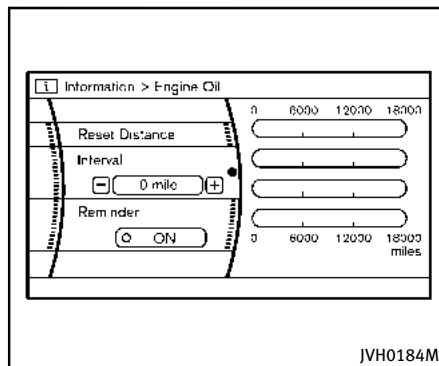 i Information > Engine Oil
0 6000 12000 18000
Reset Distance
Interval
− 0 mile +
Reminder
ON
0 6000 12000 18000
miles
JVH0184M